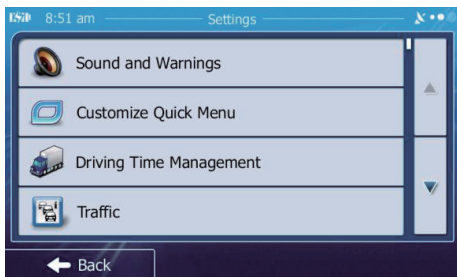 8:51 am
Settings
Sound and Warnings
Customize Quick Menu
Driving Time Management
Traffic
Back